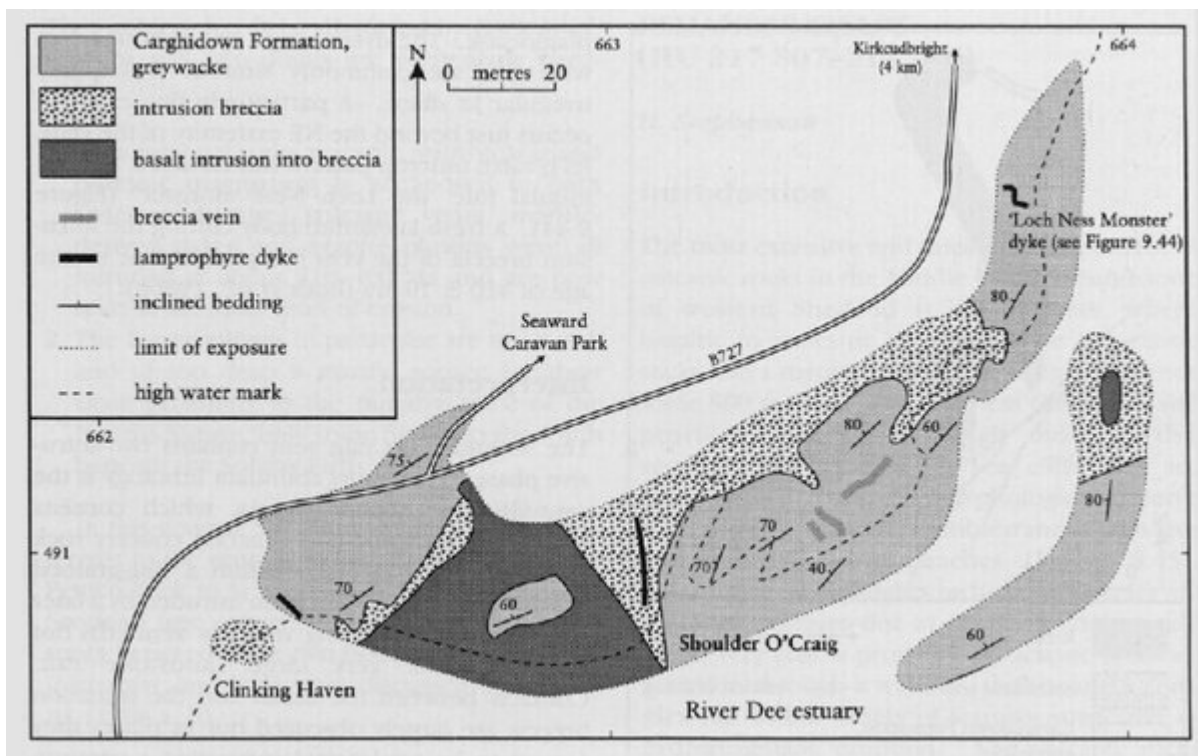 Carghidown Formation,
greywacke
intrusion breccia
basalt intrusion into breccia
breccia vein
lamprophyre dyke
inclined bedding
limit of exposure
high water mark
N
0 metres 20
662
663
664
491
Kirkcudbright
(4 km)
'Loch Ness Monster'
dyke (see Figure 9.44)
Seaward
Caravan Park
B727
80
75
80
60
80
70
70
70
40
60
60
Shoulder O'Craig
Clinking Haven
River Dee estuary